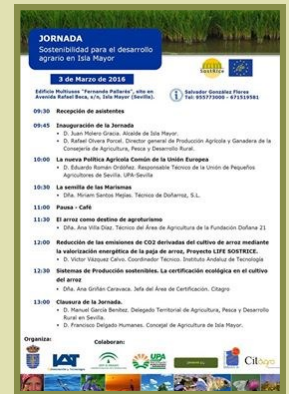 JORNADA
Sostenibilidad para el desarrollo
agrario en Isla Mayor
3 de Marzo de 2016
SostRice
Edificio Multiusos "Fernando Pallarés", sito en
Avenida Rafael Beca, s/n, Isla Mayor (Sevilla).
Salvador González Flores
Tel: 955773000 - 671519581
09:30 Recepción de asistentes
09:45 Inauguración de la Jornada
• D. Juan Molero Gracia. Alcalde de Isla Mayor.
• D. Rafael Olvera Porcel, Director general de Producción Agrícola y Ganadera de la
Consejería de Agricultura, Pesca y Desarrollo Rural.
10:00 La nueva Política Agrícola Común de la Unión Europea
• D. Eduardo Román Ordóñez. Responsable Técnico de la Unión de Pequeños
Agricultores de Sevilla. UPA-Sevilla
10:30 La semilla de las Marismas
• Dña. Miriam Santos Mejías. Técnico de Doñarroz, S.L.
11:00 Pausa - Café
11:30 El arroz como destino de agroturismo
• Dña. Ana Villa Díaz. Técnico del Área de Agricultura de la Fundación Doñana 21
12:00 Reducción de las emisiones de CO2 derivadas del cultivo de arroz mediante
la valorización energética de la paja de arroz, Proyecto LIFE SOSTRICE.
• D. Víctor Vázquez Calvo. Coordinador Técnico. Instituto Andaluz de Tecnología
12:30 Sistemas de Producción sostenibles. La certificación ecológica en el cultivo
del arroz
• Dña. Ana Griñán Caravaca. Jefa del Área de Certificación. Citagro
13:00 Clausura de la Jornada.
• D. Manuel García Benítez. Delegado Territorial de Agricultura, Pesca y Desarrollo
Rural en Sevilla.
• D. Francisco Delgado Humanes. Concejal de Agricultura de Isla Mayor.
Organiza:
Colaboran:
IAT
UPA
Citagro